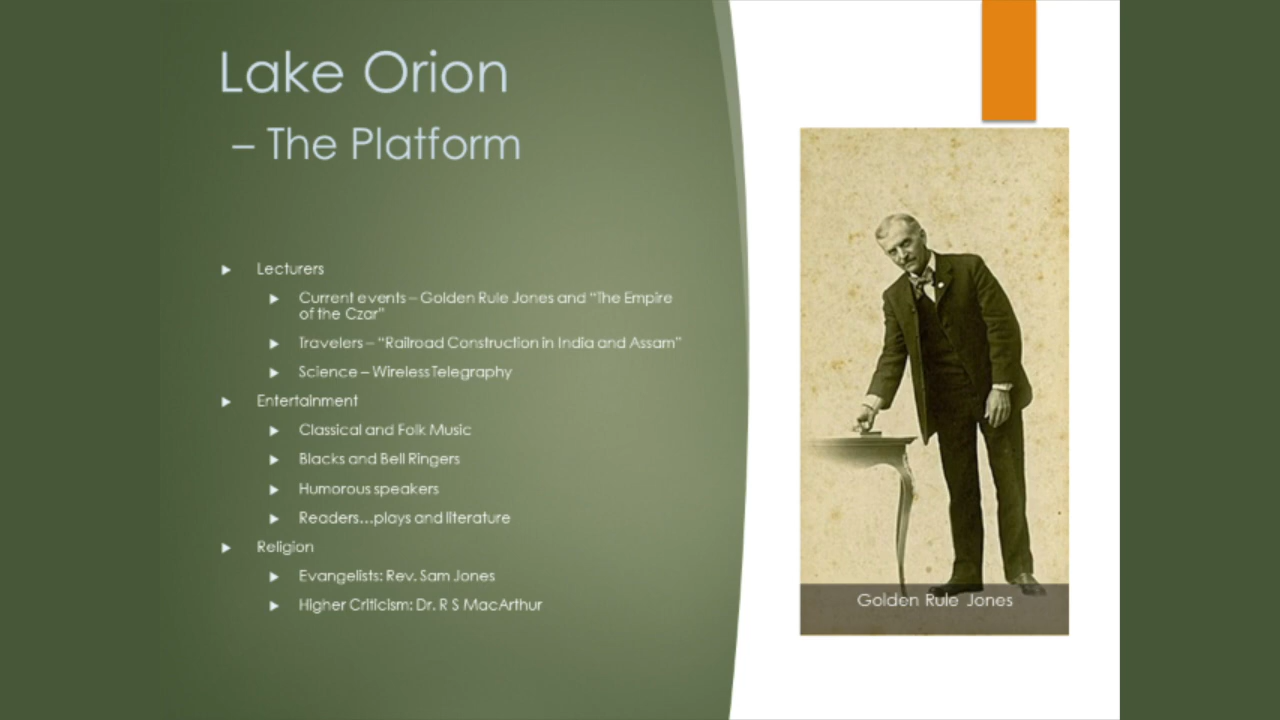 Lake Orion
– The Platform
Lecturers
Current events – Golden Rule Jones and “The Empire
of the Czar”
Travelers – “Railroad Construction in India and Assam”
Science – Wireless Telegraphy
Entertainment
Classical and Folk Music
Blacks and Bell Ringers
Humorous speakers
Readers…plays and literature
Religion
Evangelists: Rev. Sam Jones
Higher Criticism: Dr. R S MacArthur
Golden Rule Jones